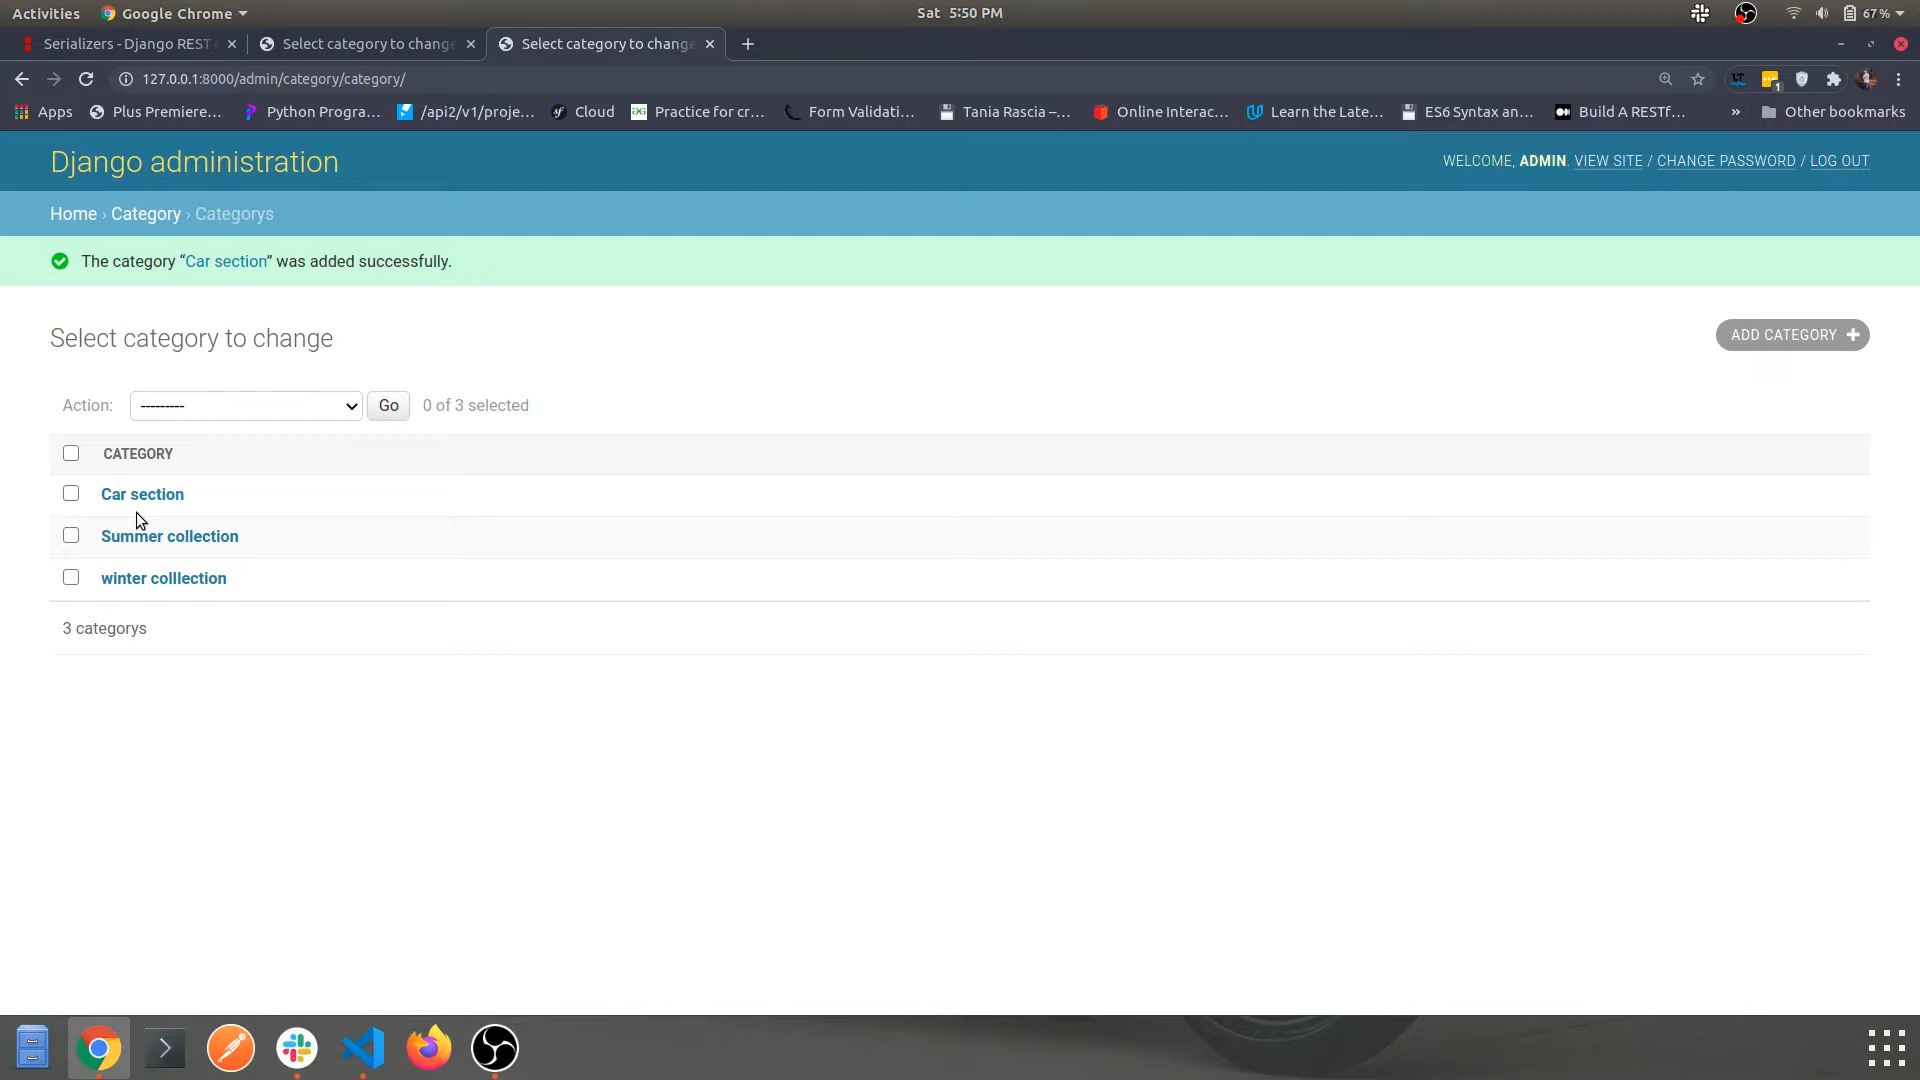 Activities Google Chrome Sat 5:50 PM 67%
Serializers - Django REST Select category to change Select category to change
127.0.0.1:8000/admin/category/category/ 1
Apps Plus Premiere... Python Progra... /api2/v1/proje... Cloud Practice for cr... Form Validati... Tania Rascia –... Online Interac... Learn the Late... ES6 Syntax an... Build A RESTf... » Other bookmarks
Django administration WELCOME, ADMIN. VIEW SITE / CHANGE PASSWORD / LOG OUT
Home › Category › Categorys
The category “Car section” was added successfully.
Select category to change ADD CATEGORY +
Action: --------- Go 0 of 3 selected
CATEGORY
Car section
Summer collection
winter colllection
3 categorys